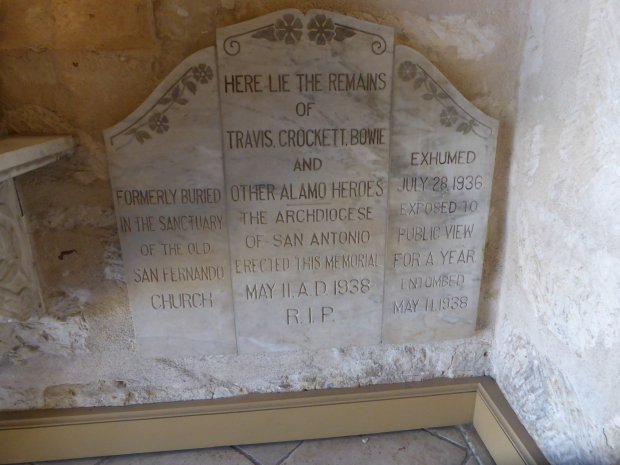 FORMERLY BURIED
IN THE SANCTUARY
OF THE OLD
SAN FERNANDO
CHURCH
HERE LIE THE REMAINS
OF
TRAVIS, CROCKETT, BOWIE
AND
OTHER ALAMO HEROES
THE ARCHDIOCESE
OF SAN ANTONIO
ERECTED THIS MEMORIAL
MAY 11. A.D. 1938
R.I.P.
EXHUMED
JULY 28, 1936
EXPOSED TO
PUBLIC VIEW
FOR A YEAR
ENTOMBED
MAY 11, 1938